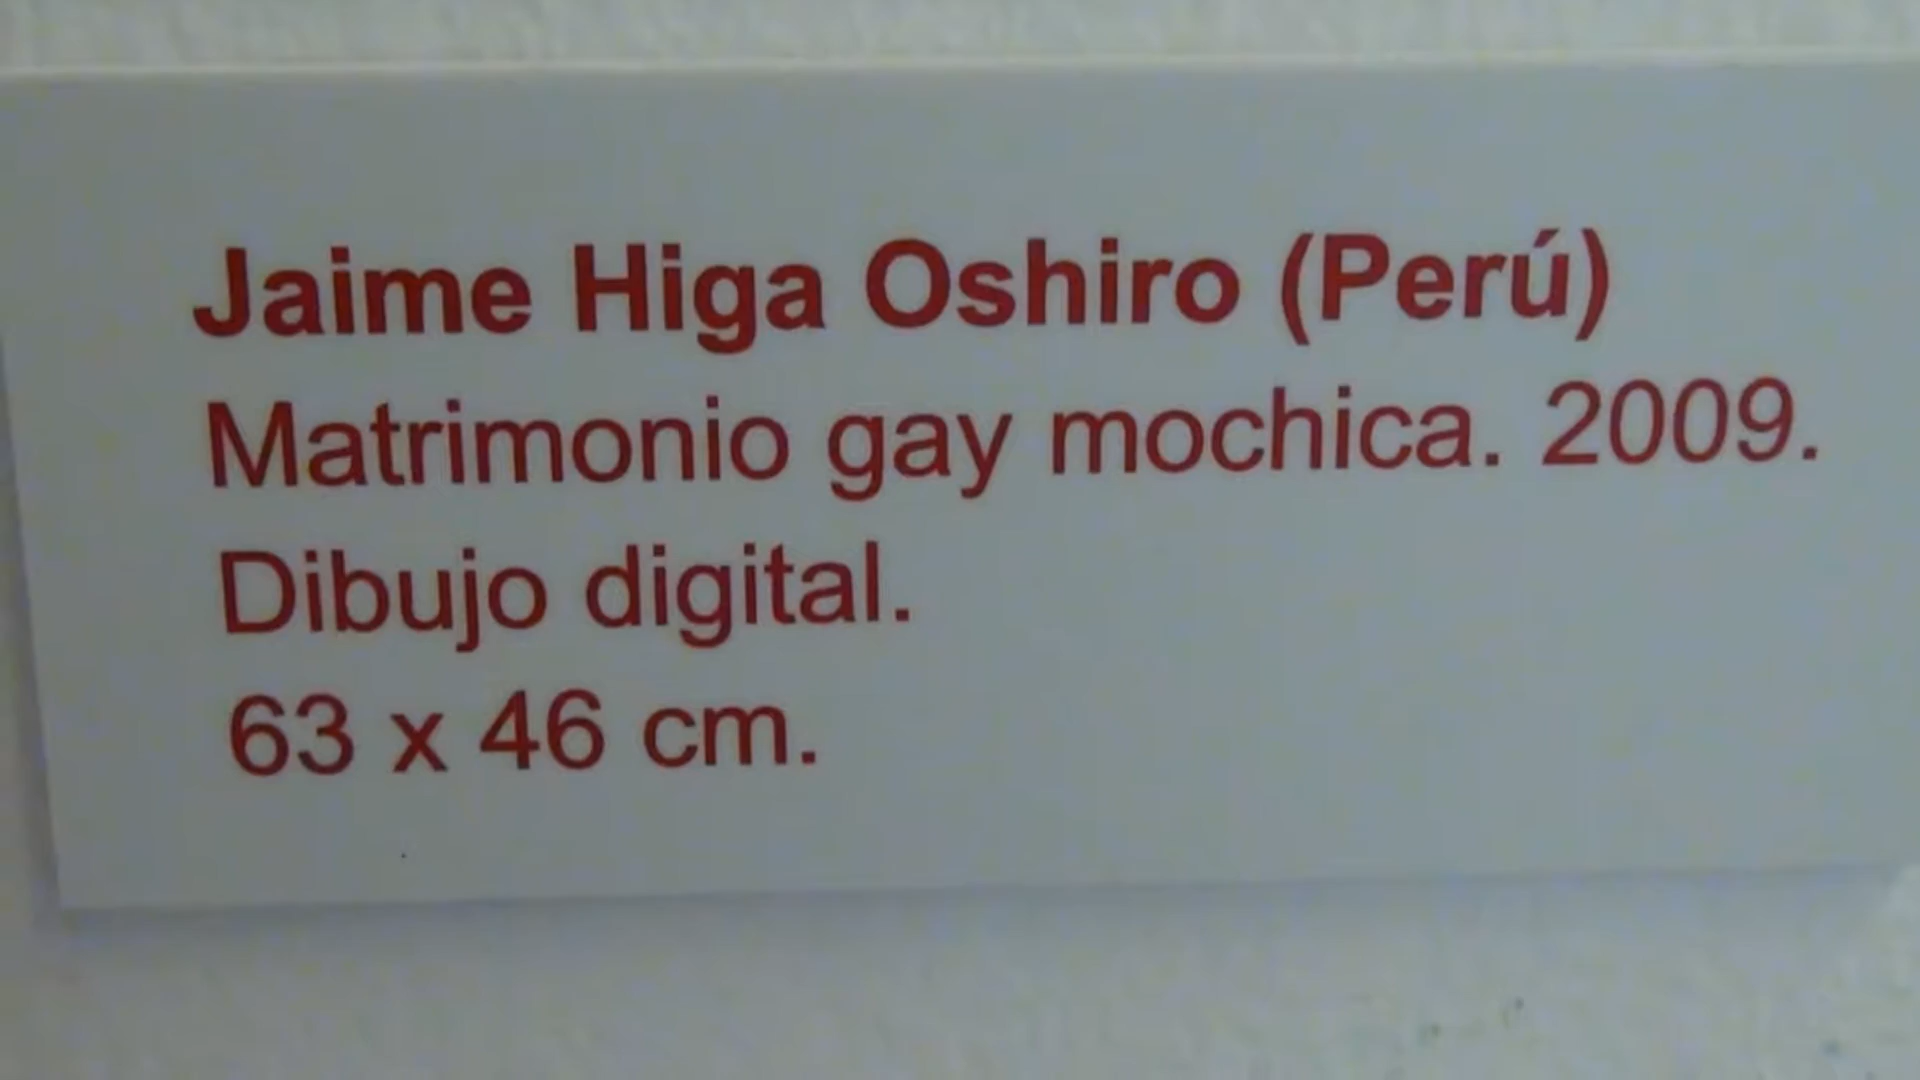 Jaime Higa Oshiro (Perú)
Matrimonio gay mochica. 2009.
Dibujo digital.
63 x 46 cm.